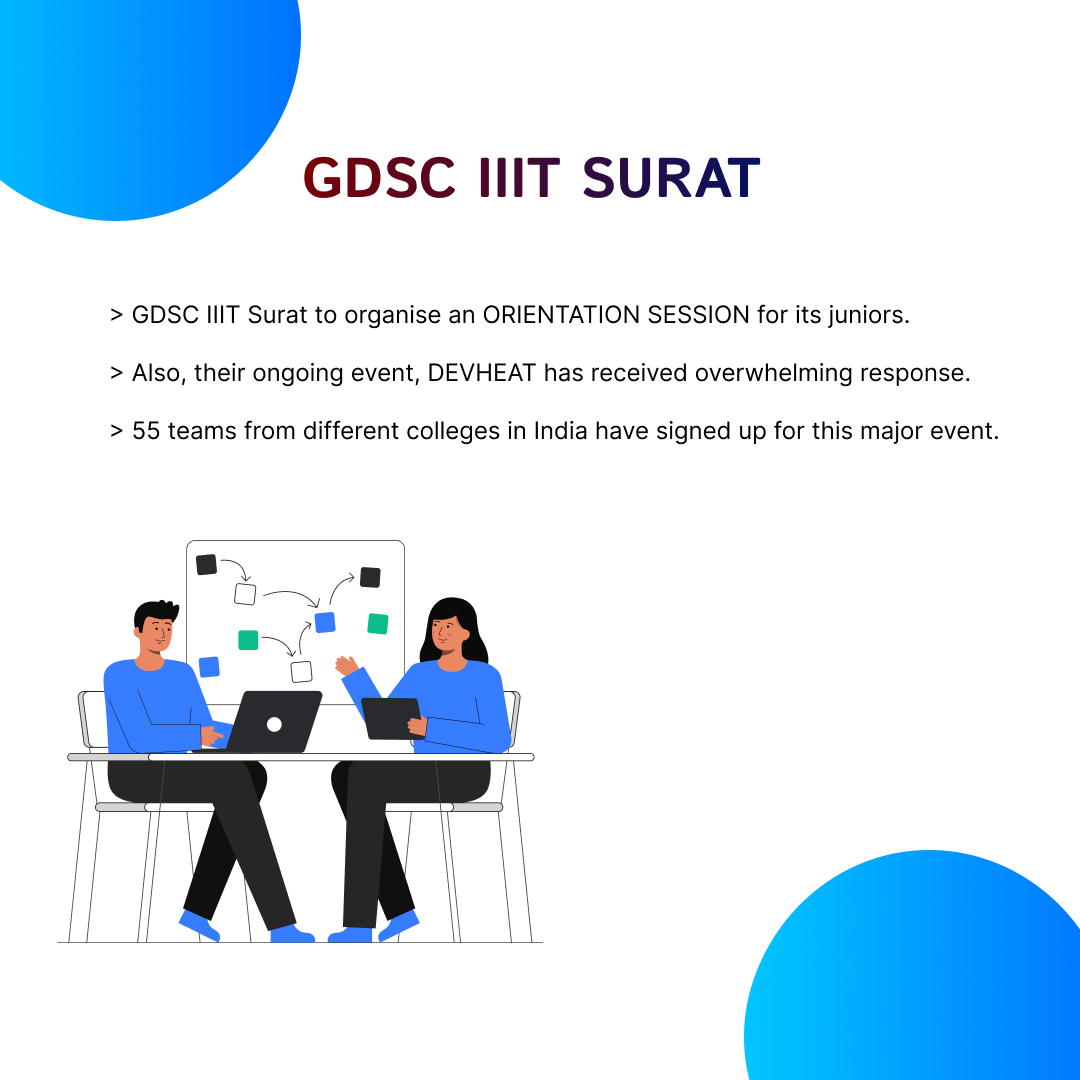 GDSC IIIT SURAT
> GDSC IIIT Surat to organise an ORIENTATION SESSION for its juniors.
> Also, their ongoing event, DEVHEAT has received overwhelming response.
> 55 teams from different colleges in India have signed up for this major event.